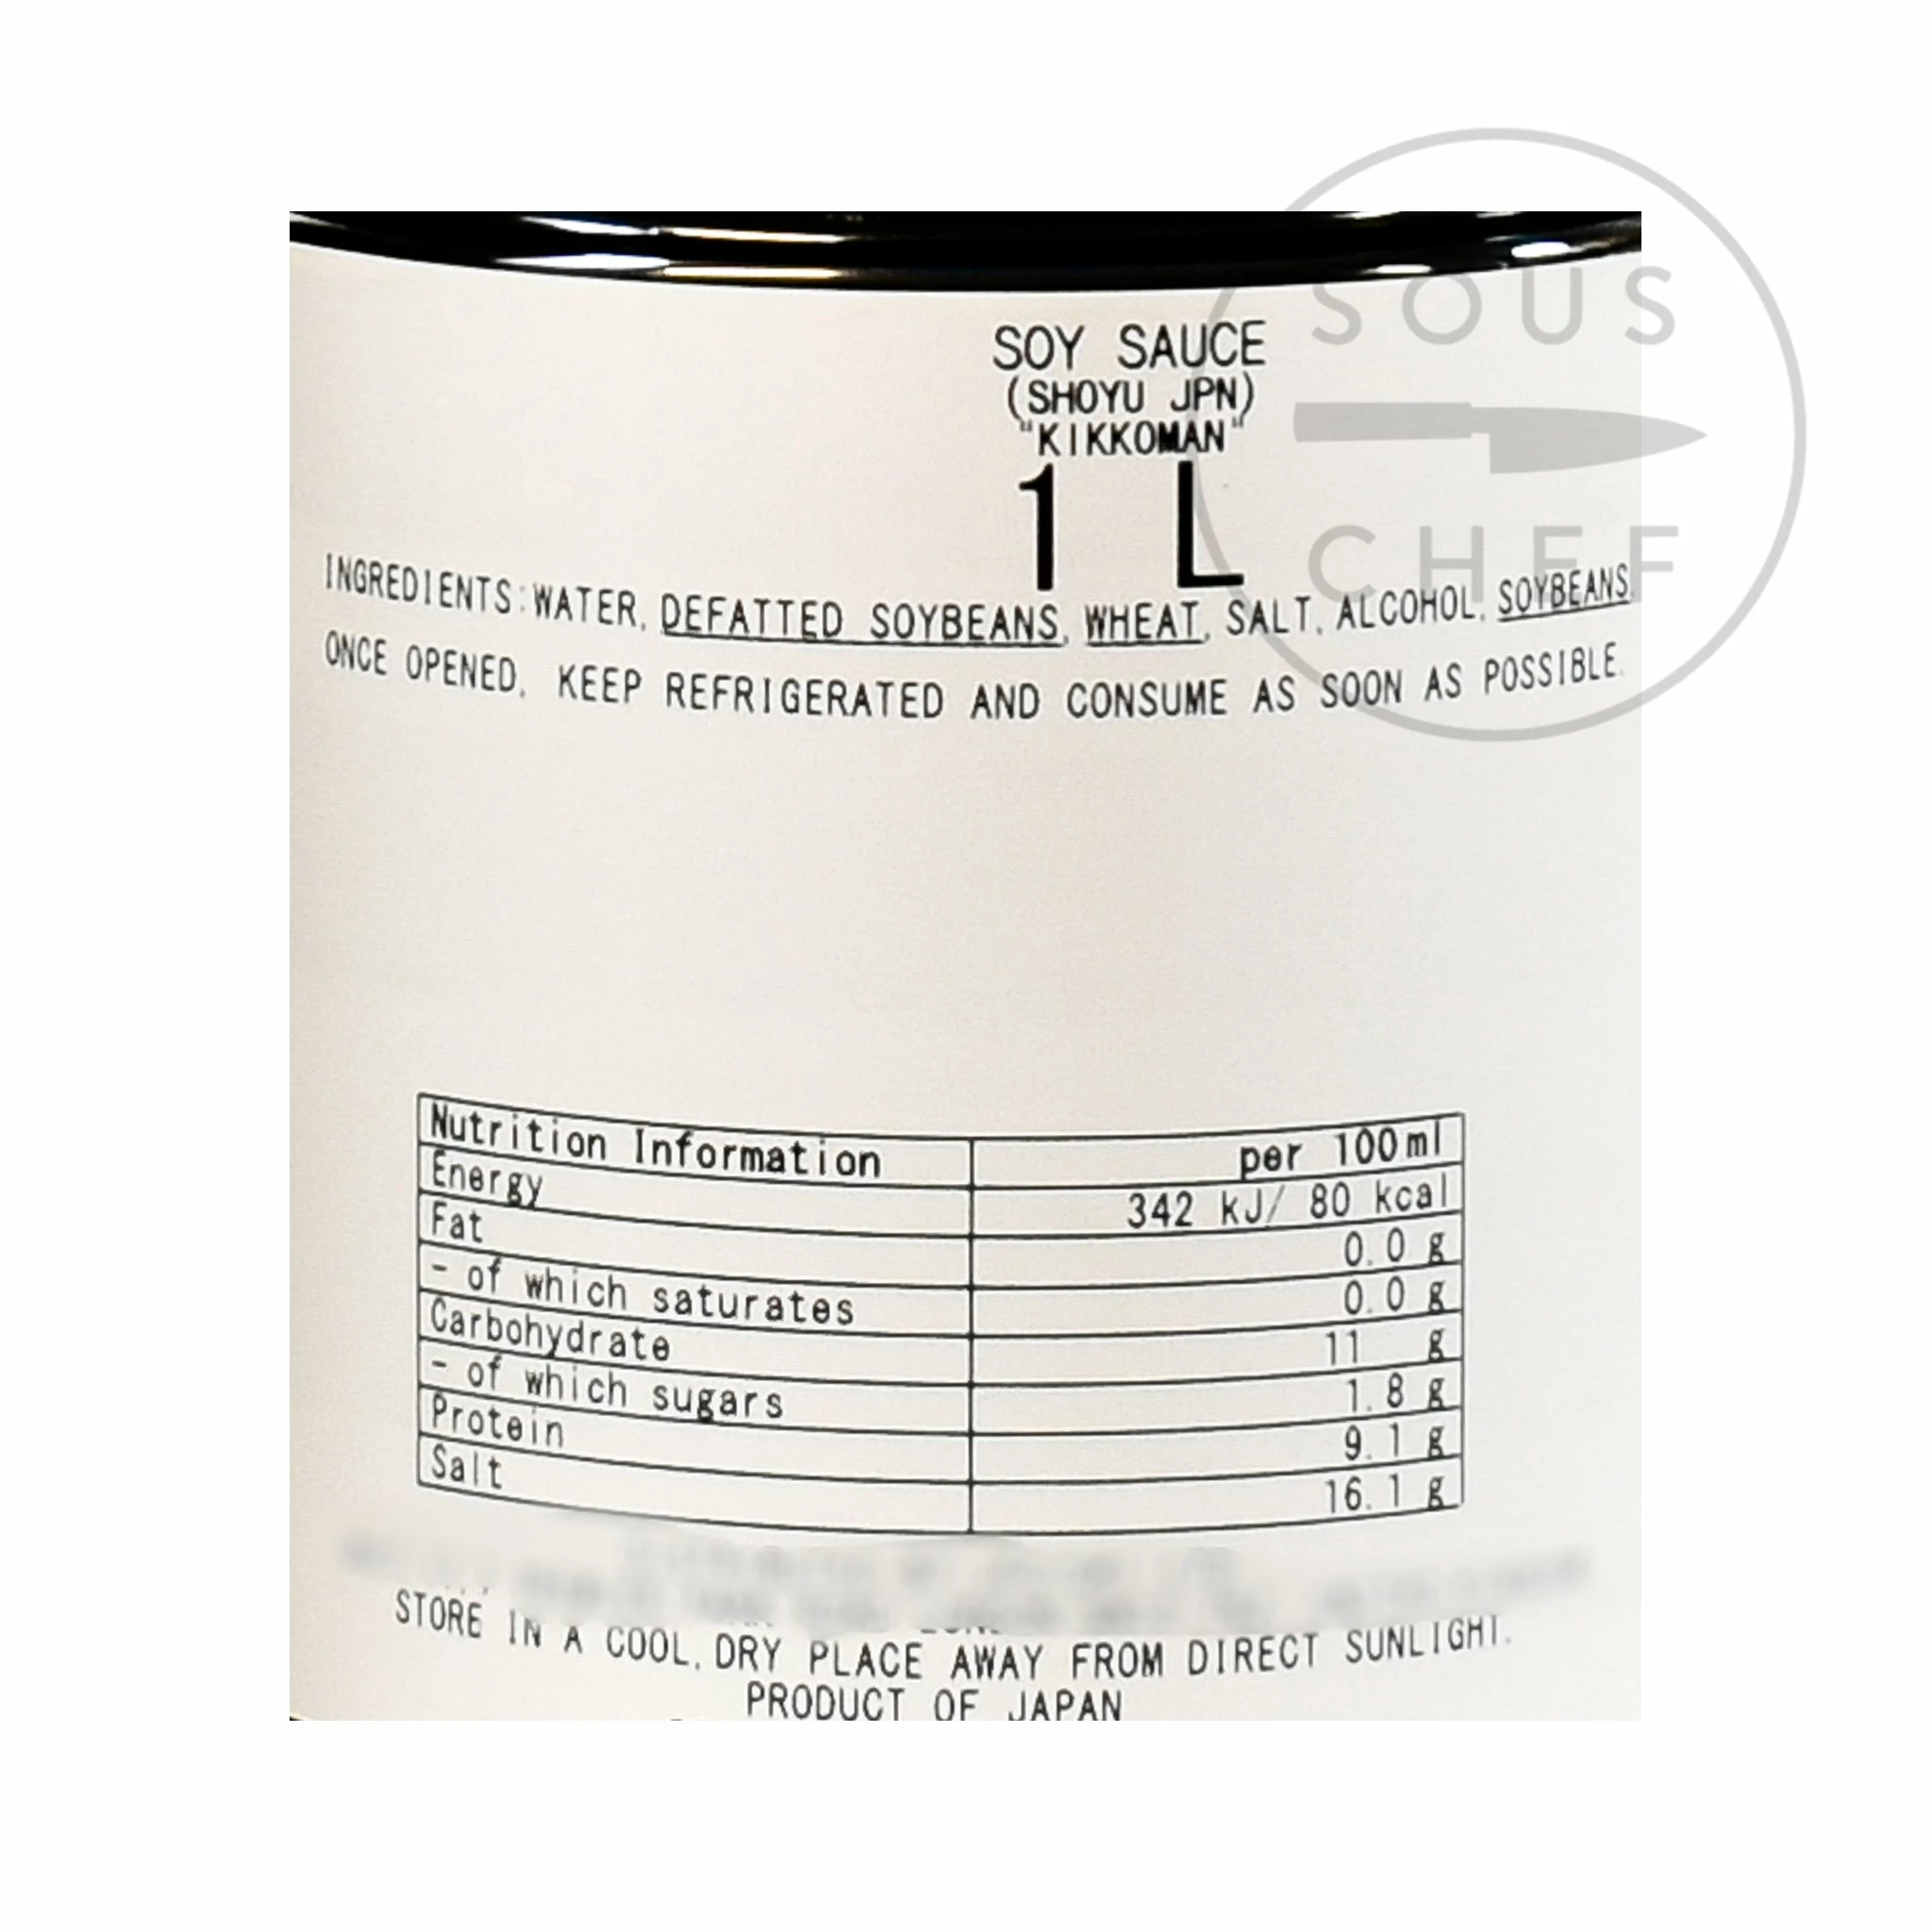 SOUS
CHEF
SOY SAUCE
(SHOYU JPN)
"KIKKOMAN"
1 L
INGREDIENTS:WATER, DEFATTED SOYBEANS, WHEAT, SALT, ALCOHOL, SOYBEANS.
ONCE OPENED, KEEP REFRIGERATED AND CONSUME AS SOON AS POSSIBLE.
Nutrition Information per 100ml
Energy 342 kJ/ 80 kcal
Fat 0.0 g
- of which saturates 0.0 g
Carbohydrate 11 g
- of which sugars 1.8 g
Protein 9.1 g
Salt 16.1 g
STORE IN A COOL, DRY PLACE AWAY FROM DIRECT SUNLIGHT.
PRODUCT OF JAPAN